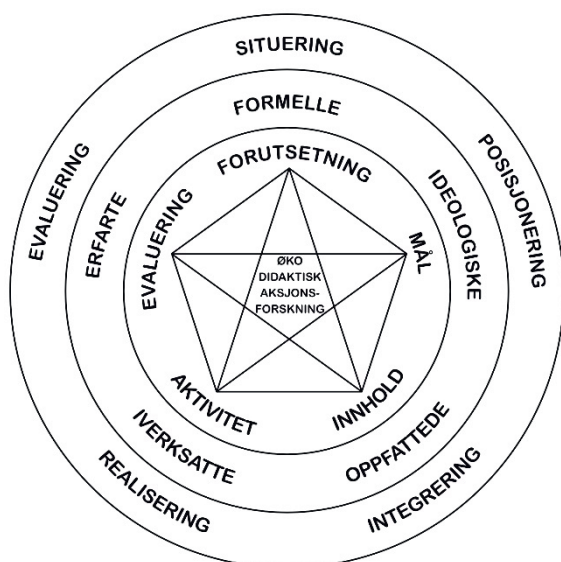 SITUERING
POSISJONERING
INTEGRERING
REALISERING
EVALUERING
FORMELLE
IDEOLOGISKE
OPPFATTEDE
IVERKSATTE
ERFARTE
FORUTSETNING
MÅL
INNHOLD
AKTIVITET
EVALUERING
ØKO
DIDAKTISK
AKSJONS-
FORSKNING